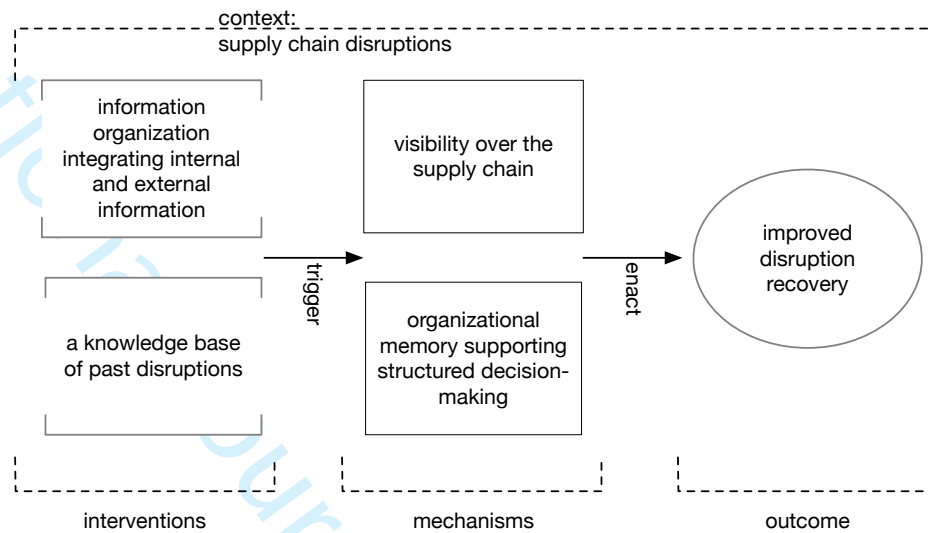 context:
supply chain disruptions
information
organization
integrating internal
and external
information
a knowledge base
of past disruptions
trigger
visibility over the
supply chain
organizational
memory supporting
structured decision-
making
enact
improved
disruption
recovery
interventions
mechanisms
outcome